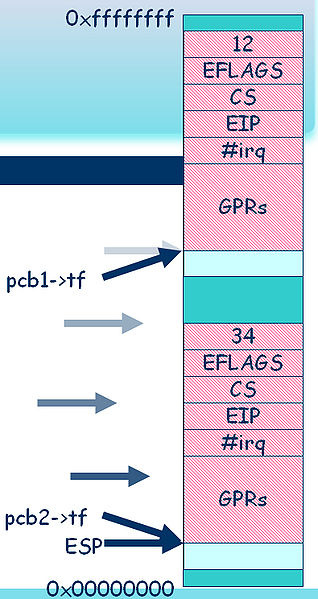 0xffffffff
12
EFLAGS
CS
EIP
#irq
GPRs
pcb1->tf
34
EFLAGS
CS
EIP
#irq
GPRs
pcb2->tf
ESP
0x00000000